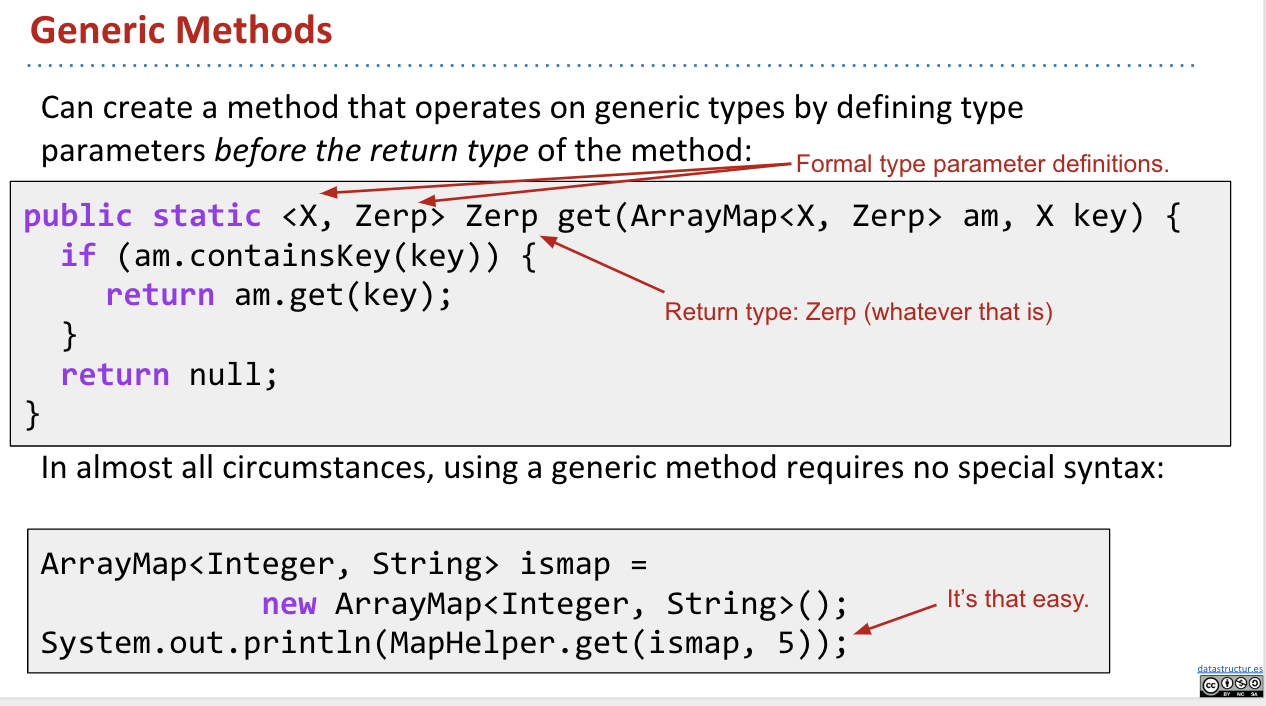 Generic Methods
Can create a method that operates on generic types by defining type
parameters before the return type of the method:
Formal type parameter definitions.
public static <X, Zerp> Zerp get(ArrayMap<X, Zerp> am, X key) {
if (am.containsKey(key)) {
return am.get(key);
}
Return type: Zerp (whatever that is)
return null;
}
In almost all circumstances, using a generic method requires no special syntax:
ArrayMap<Integer, String> ismap =
new ArrayMap<Integer, String>();
It's that easy.
System.out.println(MapHelper.get(ismap, 5));
datastructur.es
cc
BY NC SA